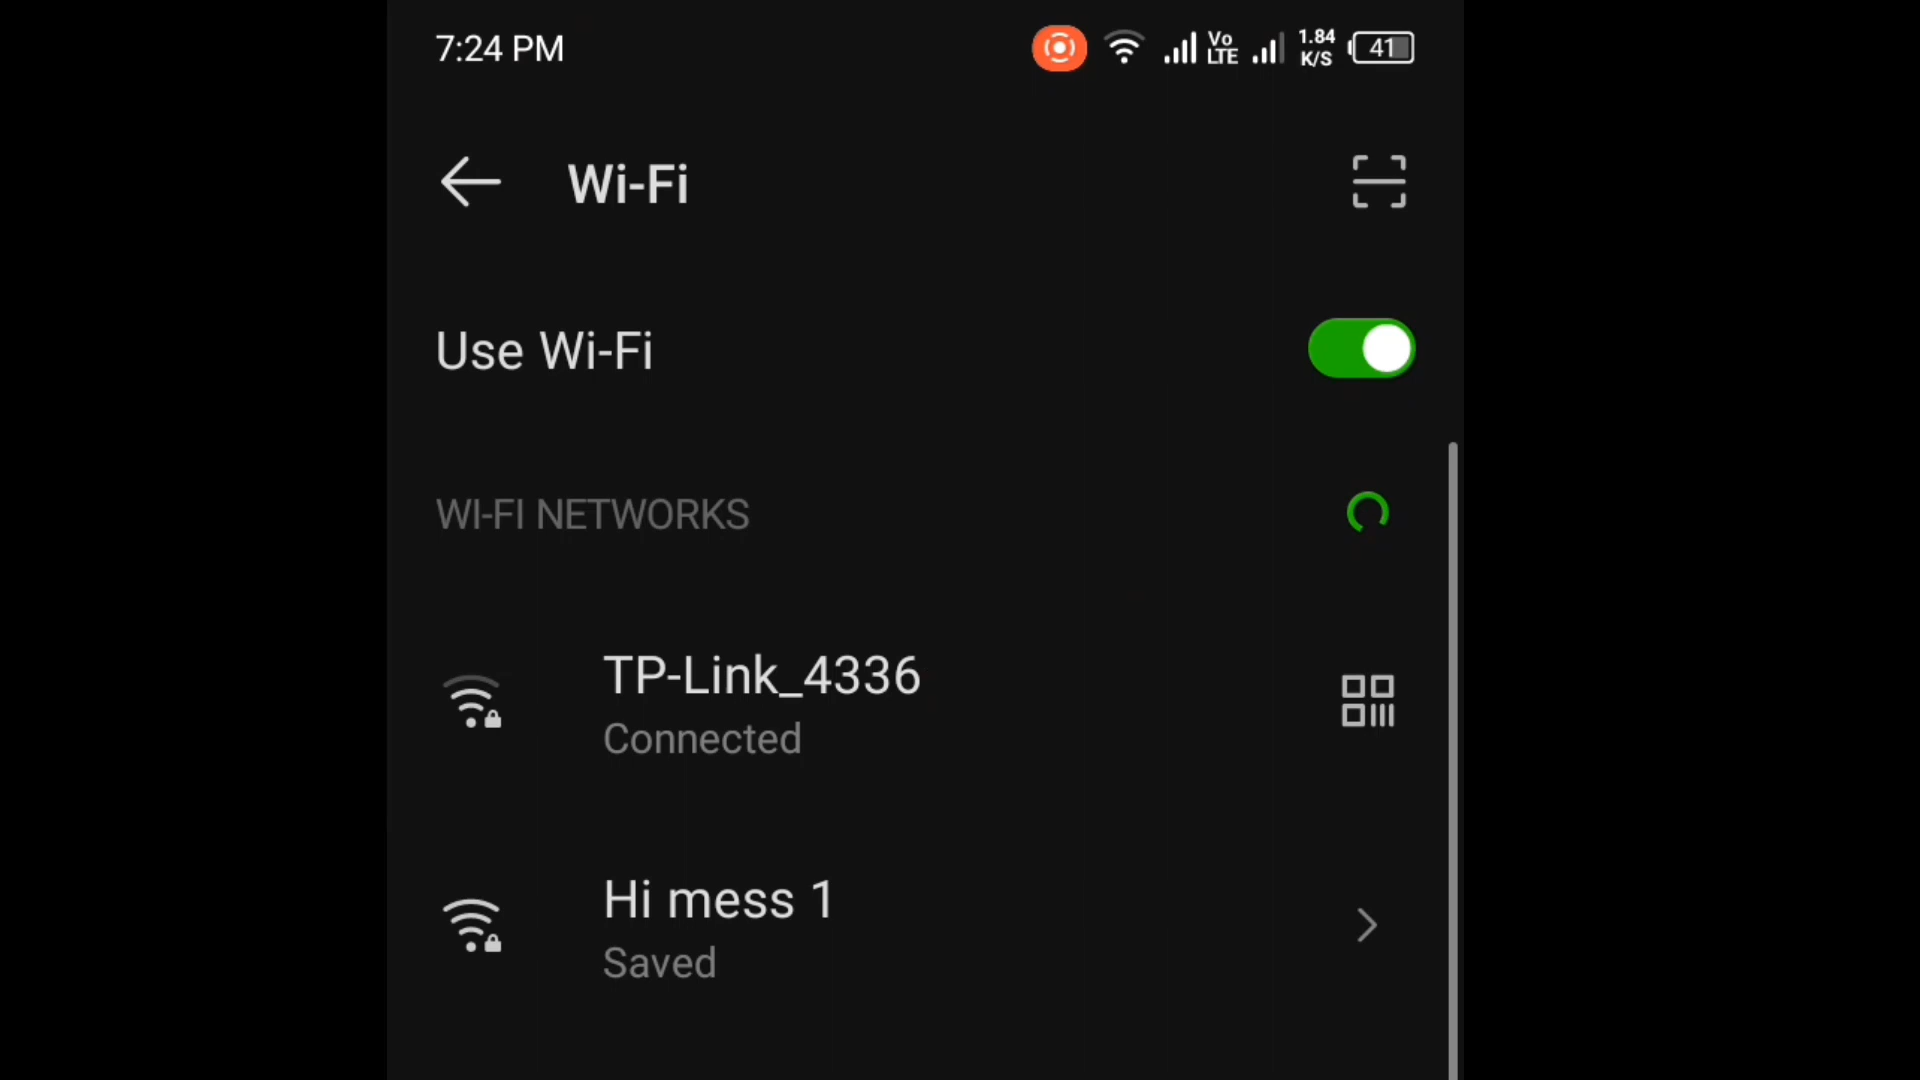 7:24 PM
Vo
LTE
1.84
K/S
41
Wi-Fi
Use Wi-Fi
WI-FI NETWORKS
TP-Link_4336
Connected
Hi mess 1
Saved